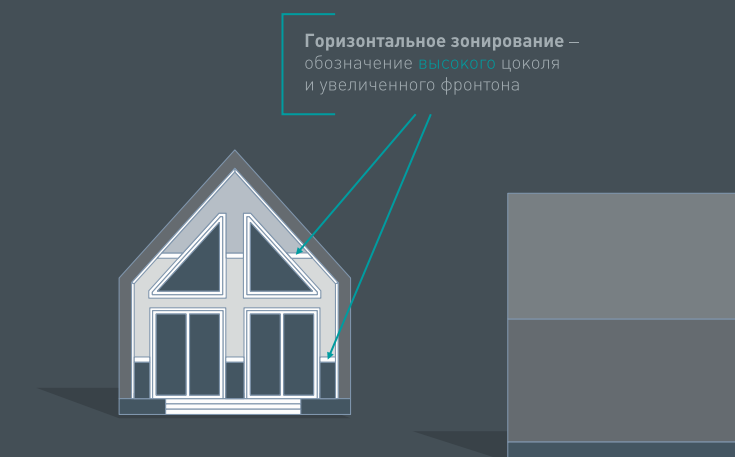 Горизонтальное зонирование –
обозначение высокого цоколя
и увеличенного фронтона